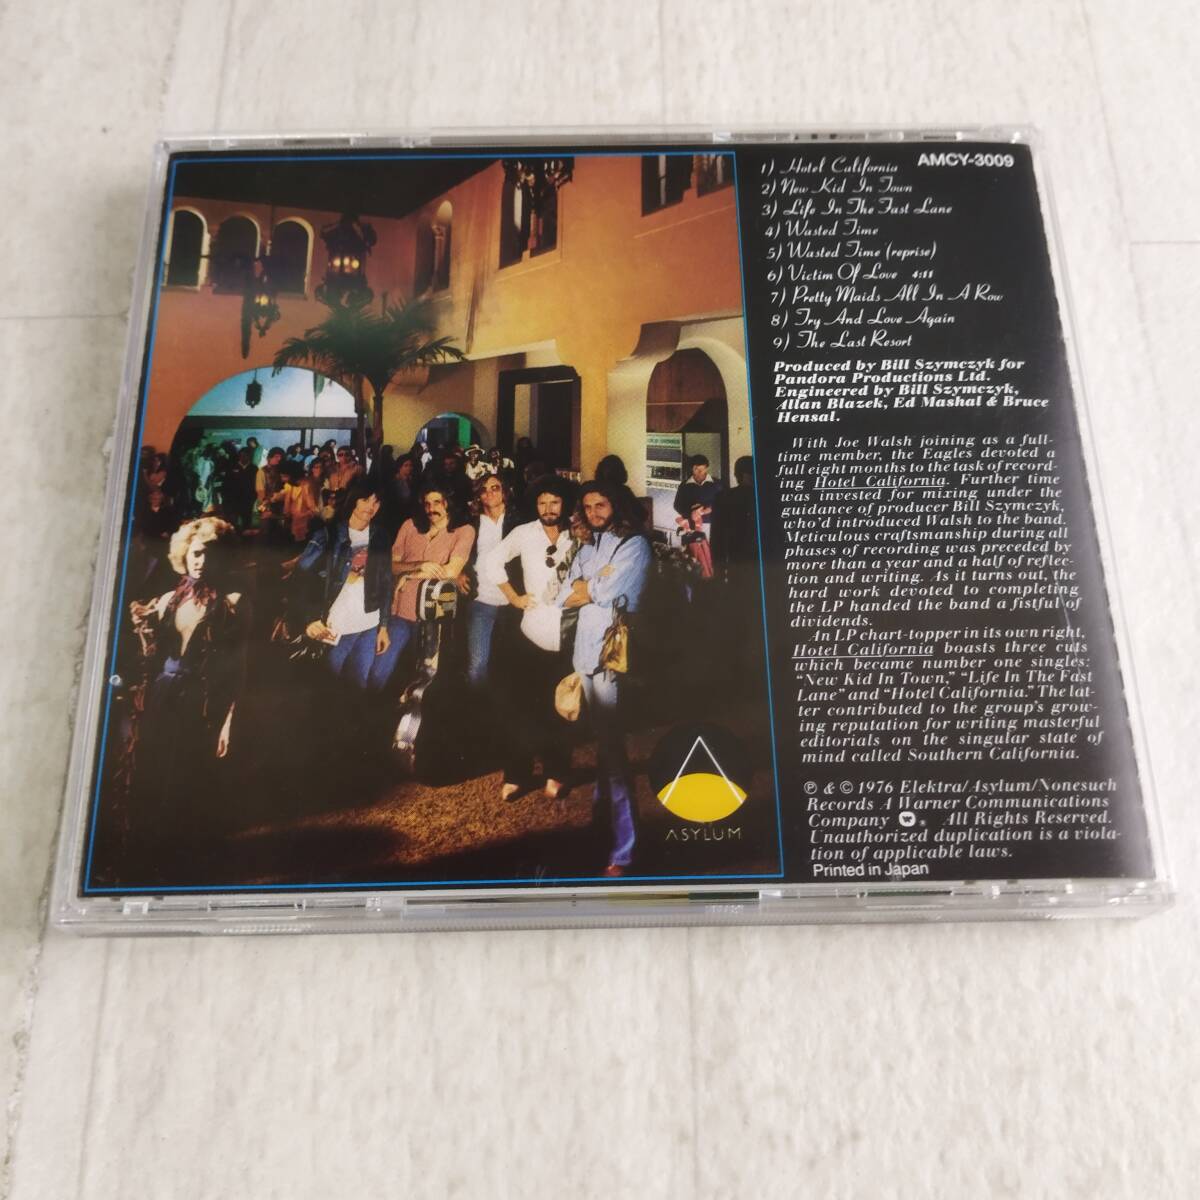 AMCY-3009
1) Hotel California
2) New Kid In Town
3) Life In The Fast Lane
4) Wasted Time
5) Wasted Time (reprise)
6) Victim Of Love 4:11
7) Pretty Maids All In A Row
8) Try And Love Again
9) The Last Resort
Produced by Bill Szymczyk for
Pandora Productions Ltd.
Engineered by Bill Szymczyk,
Allan Blazek, Ed Mashal & Bruce
Hensal.
With Joe Walsh joining as a full-
time member, the Eagles devoted a
full eight months to the task of record-
ing Hotel California. Further time
was invested for mixing under the
guidance of producer Bill Szymczyk,
who'd introduced Walsh to the band.
Meticulous craftsmanship during all
phases of recording was preceded by
more than a year and a half of reflec-
tion and writing. As it turns out, the
hard work devoted to completing
the LP handed the band a fistful of
dividends.
An LP chart-topper in its own right,
Hotel California boasts three cuts
which became number one singles:
"New Kid In Town," "Life In The Fast
Lane" and "Hotel California." The lat-
ter contributed to the group's grow-
ing reputation for writing masterful
editorials on the singular state of
mind called Southern California.
℗ & © 1976 Elektra/Asylum/Nonesuch
Records A Warner Communications
Company ®. All Rights Reserved.
Unauthorized duplication is a viola-
tion of applicable laws.
Printed in Japan
ASYLUM